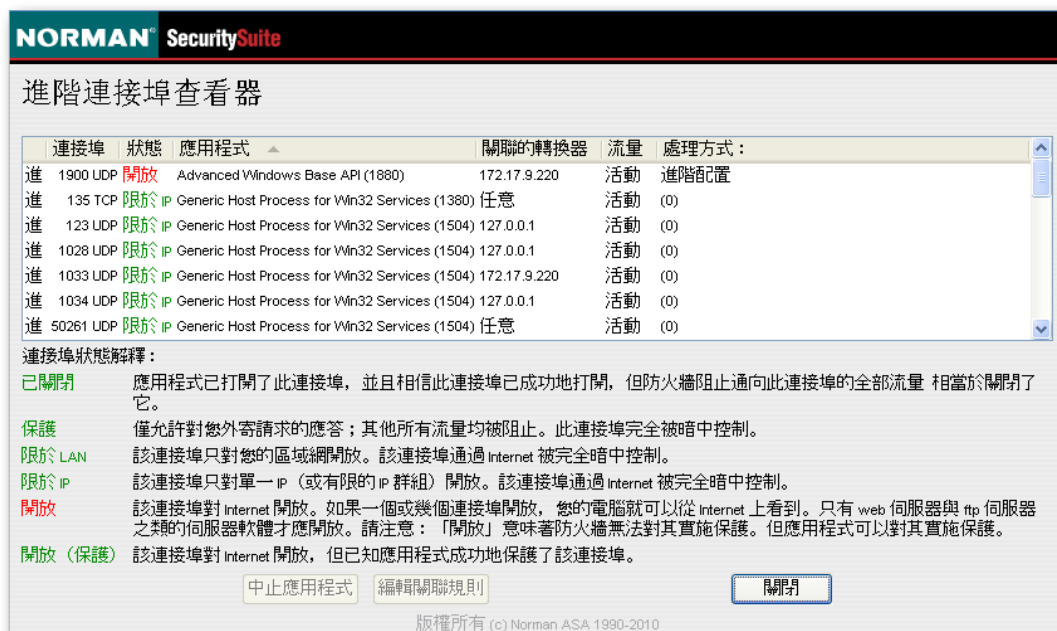 NORMAN® SecuritySuite
進階連接埠查看器
連接埠 狀態 應用程式 關聯的轉換器 流量 處理方式：
進 1900 UDP 開放 Advanced Windows Base API (1880) 172.17.9.220 活動 進階配置
進 135 TCP 限於 IP Generic Host Process for Win32 Services (1380) 任意 活動 (0)
進 123 UDP 限於 IP Generic Host Process for Win32 Services (1504) 127.0.0.1 活動 (0)
進 1028 UDP 限於 IP Generic Host Process for Win32 Services (1504) 127.0.0.1 活動 (0)
進 1033 UDP 限於 IP Generic Host Process for Win32 Services (1504) 172.17.9.220 活動 (0)
進 1034 UDP 限於 IP Generic Host Process for Win32 Services (1504) 127.0.0.1 活動 (0)
進 50261 UDP 限於 IP Generic Host Process for Win32 Services (1504) 任意 活動 (0)
連接埠狀態解釋：
已關閉 應用程式已打開了此連接埠，並且相信此連接埠已成功地打開，但防火牆阻止通向此連接埠的全部流量 相當於關閉了
它。
保護 僅允許對您外寄請求的應答；其他所有流量均被阻止。此連接埠完全被暗中控制。
限於 LAN 該連接埠只對您的區域網開放。該連接埠通過 Internet 被完全暗中控制。
限於 IP 該連接埠只對單一 IP（或有限的 IP 群組）開放。該連接埠通過 Internet 被完全暗中控制。
開放 該連接埠對 Internet 開放。如果一個或幾個連接埠開放，您的電腦就可以從 Internet 上看到。只有 web 伺服器與 ftp 伺服器
之類的伺服器軟體才應開放。請注意：「開放」意味著防火牆無法對其實施保護。但應用程式可以對其實施保護。
開放（保護） 該連接埠對 Internet 開放，但已知應用程式成功地保護了該連接埠。
中止應用程式 編輯關聯規則 關閉
版權所有 (c) Norman ASA 1990-2010